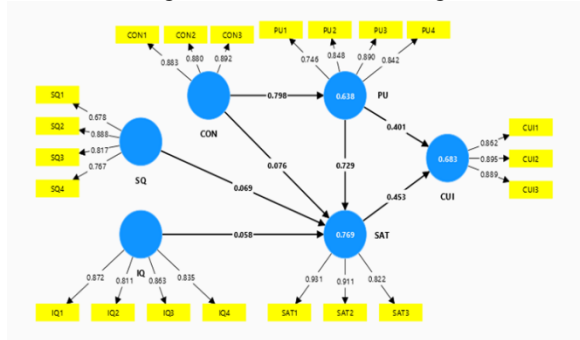 CON1 CON2 CON3
PU1 PU2 PU3 PU4
0.883 0.880 0.892
0.746 0.848 0.890 0.842
SQ1
SQ2
SQ3
SQ4
0.678
0.888
0.817
0.767
CON
0.798
0.638
PU
SQ
0.076
0.729
0.401
0.069
0.683
CUI
0.862
0.895
0.889
CUI1
CUI2
CUI3
0.453
IQ
0.058
0.769
SAT
0.872 0.811 0.863 0.835
IQ1 IQ2 IQ3 IQ4
0.931 0.911 0.822
SAT1 SAT2 SAT3